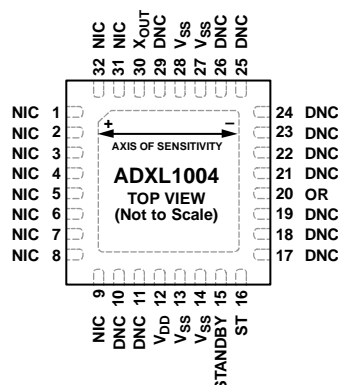 NIC NIC XOUT DNC VSS VSS DNC DNC
32 31 30 29 28 27 26 25
NIC 1
NIC 2
NIC 3
NIC 4
NIC 5
NIC 6
NIC 7
NIC 8
+ –
AXIS OF SENSITIVITY
ADXL1004
TOP VIEW
(Not to Scale)
24 DNC
23 DNC
22 DNC
21 DNC
20 OR
19 DNC
18 DNC
17 DNC
9 10 11 12 13 14 15 16
NIC DNC DNC VDD VSS VSS STANDBY ST